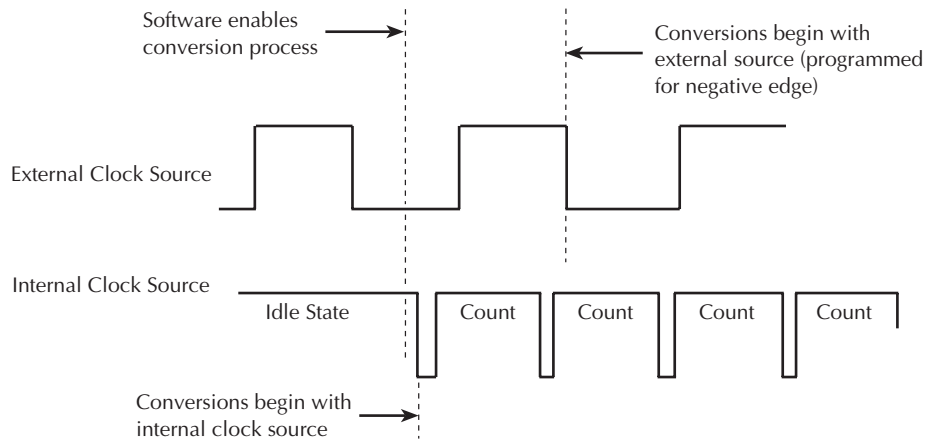 Software enables
conversion process
Conversions begin with
external source (programmed
for negative edge)
External Clock Source
Internal Clock Source
Idle State
Count
Count
Count
Count
Conversions begin with
internal clock source